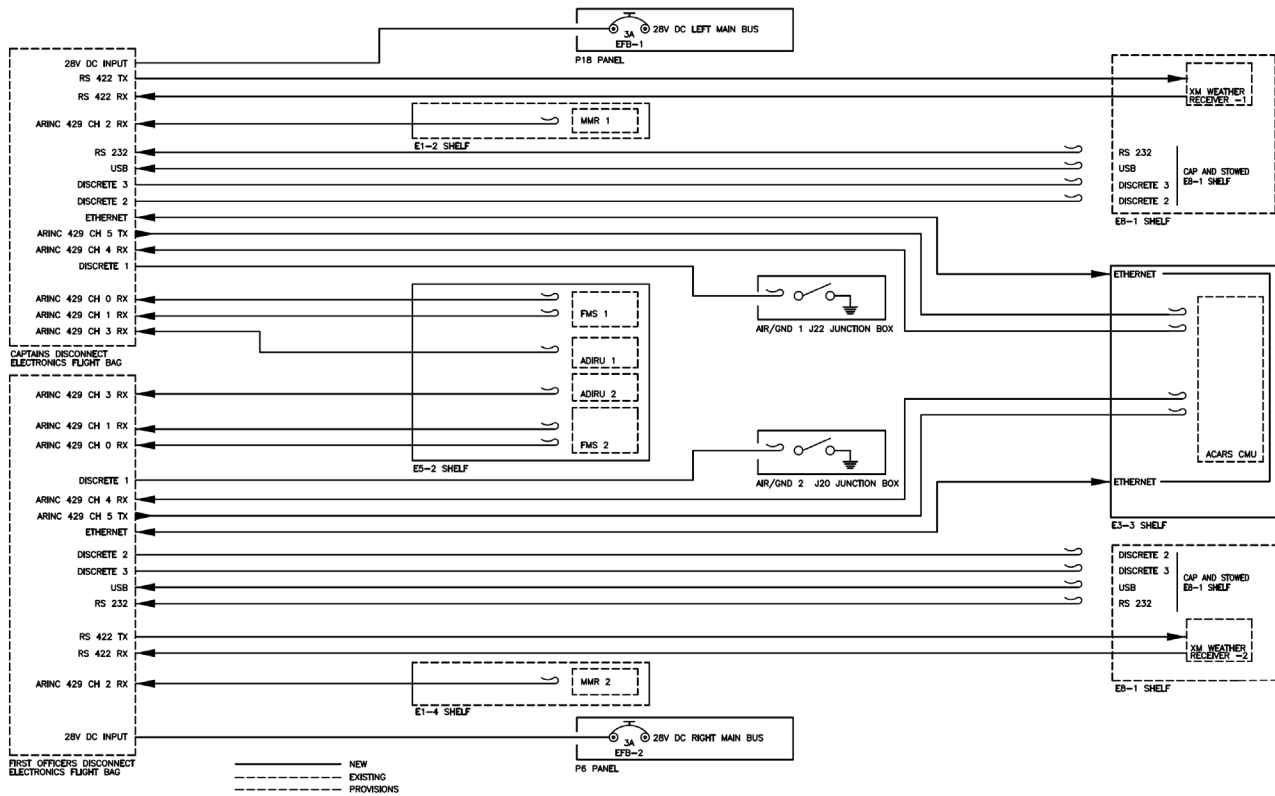 28V DC LEFT MAIN BUS
3A
EFB-1
P18 PANEL
28V DC INPUT
RS 422 TX
RS 422 RX
XM WEATHER
RECEIVER -1
ARINC 429 CH 2 RX
MMR 1
E1-2 SHELF
RS 232
USB
DISCRETE 3
DISCRETE 2
RS 232
USB
DISCRETE 3
DISCRETE 2
CAP AND STOWED
E8-1 SHELF
E8-1 SHELF
ETHERNET
ARINC 429 CH 5 TX
ARINC 429 CH 4 RX
DISCRETE 1
ARINC 429 CH 0 RX
ARINC 429 CH 1 RX
ARINC 429 CH 3 RX
CAPTAINS DISCONNECT
ELECTRONICS FLIGHT BAG
FMS 1
ADIRU 1
ADIRU 2
FMS 2
E5-2 SHELF
AIR/GND 1 J22 JUNCTION BOX
AIR/GND 2 J20 JUNCTION BOX
ETHERNET
ACARS CMU
ETHERNET
E3-3 SHELF
ARINC 429 CH 3 RX
ARINC 429 CH 1 RX
ARINC 429 CH 0 RX
DISCRETE 1
ARINC 429 CH 4 RX
ARINC 429 CH 5 TX
ETHERNET
DISCRETE 2
DISCRETE 3
USB
RS 232
DISCRETE 2
DISCRETE 3
USB
RS 232
CAP AND STOWED
E8-1 SHELF
RS 422 TX
RS 422 RX
XM WEATHER
RECEIVER -2
E8-1 SHELF
ARINC 429 CH 2 RX
MMR 2
E1-4 SHELF
28V DC INPUT
28V DC RIGHT MAIN BUS
3A
EFB-2
P6 PANEL
FIRST OFFICERS DISCONNECT
ELECTRONICS FLIGHT BAG
NEW
EXISTING
PROVISIONS